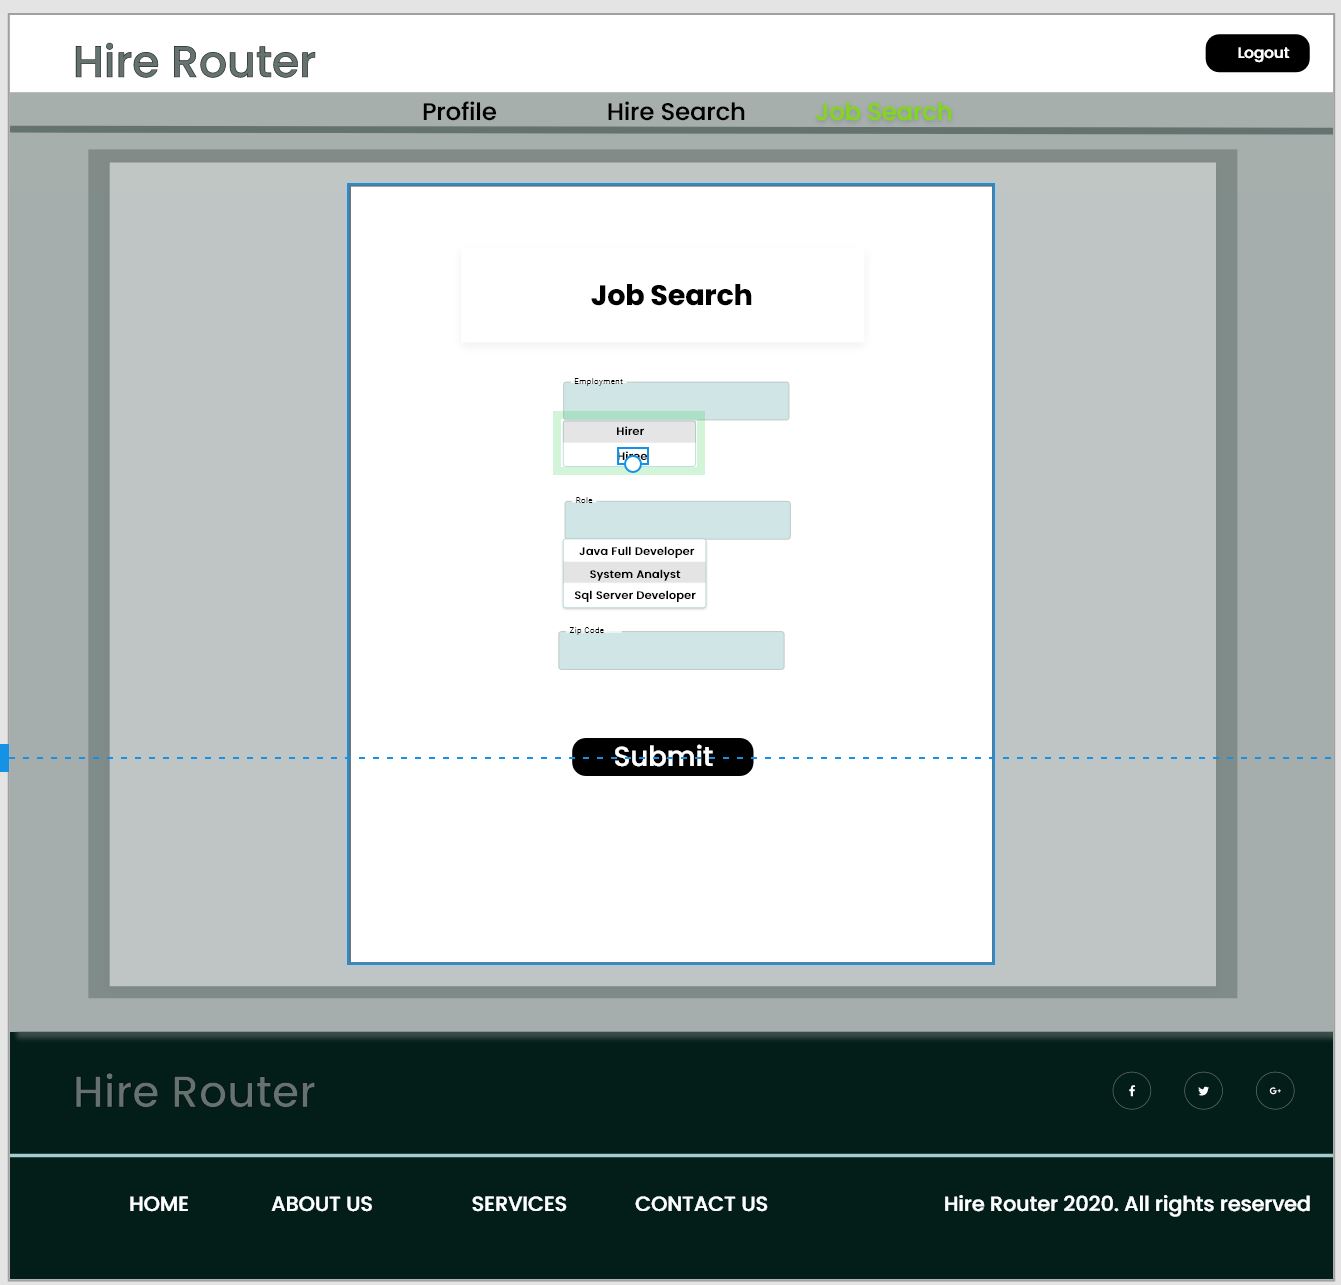 Hire Router
Logout
Profile Hire Search Job Search
Job Search
Employment
Hirer
Hiree
Role
Java Full Developer
System Analyst
Sql Server Developer
Zip Code
Submit
Hire Router
HOME ABOUT US SERVICES CONTACT US Hire Router 2020. All rights reserved